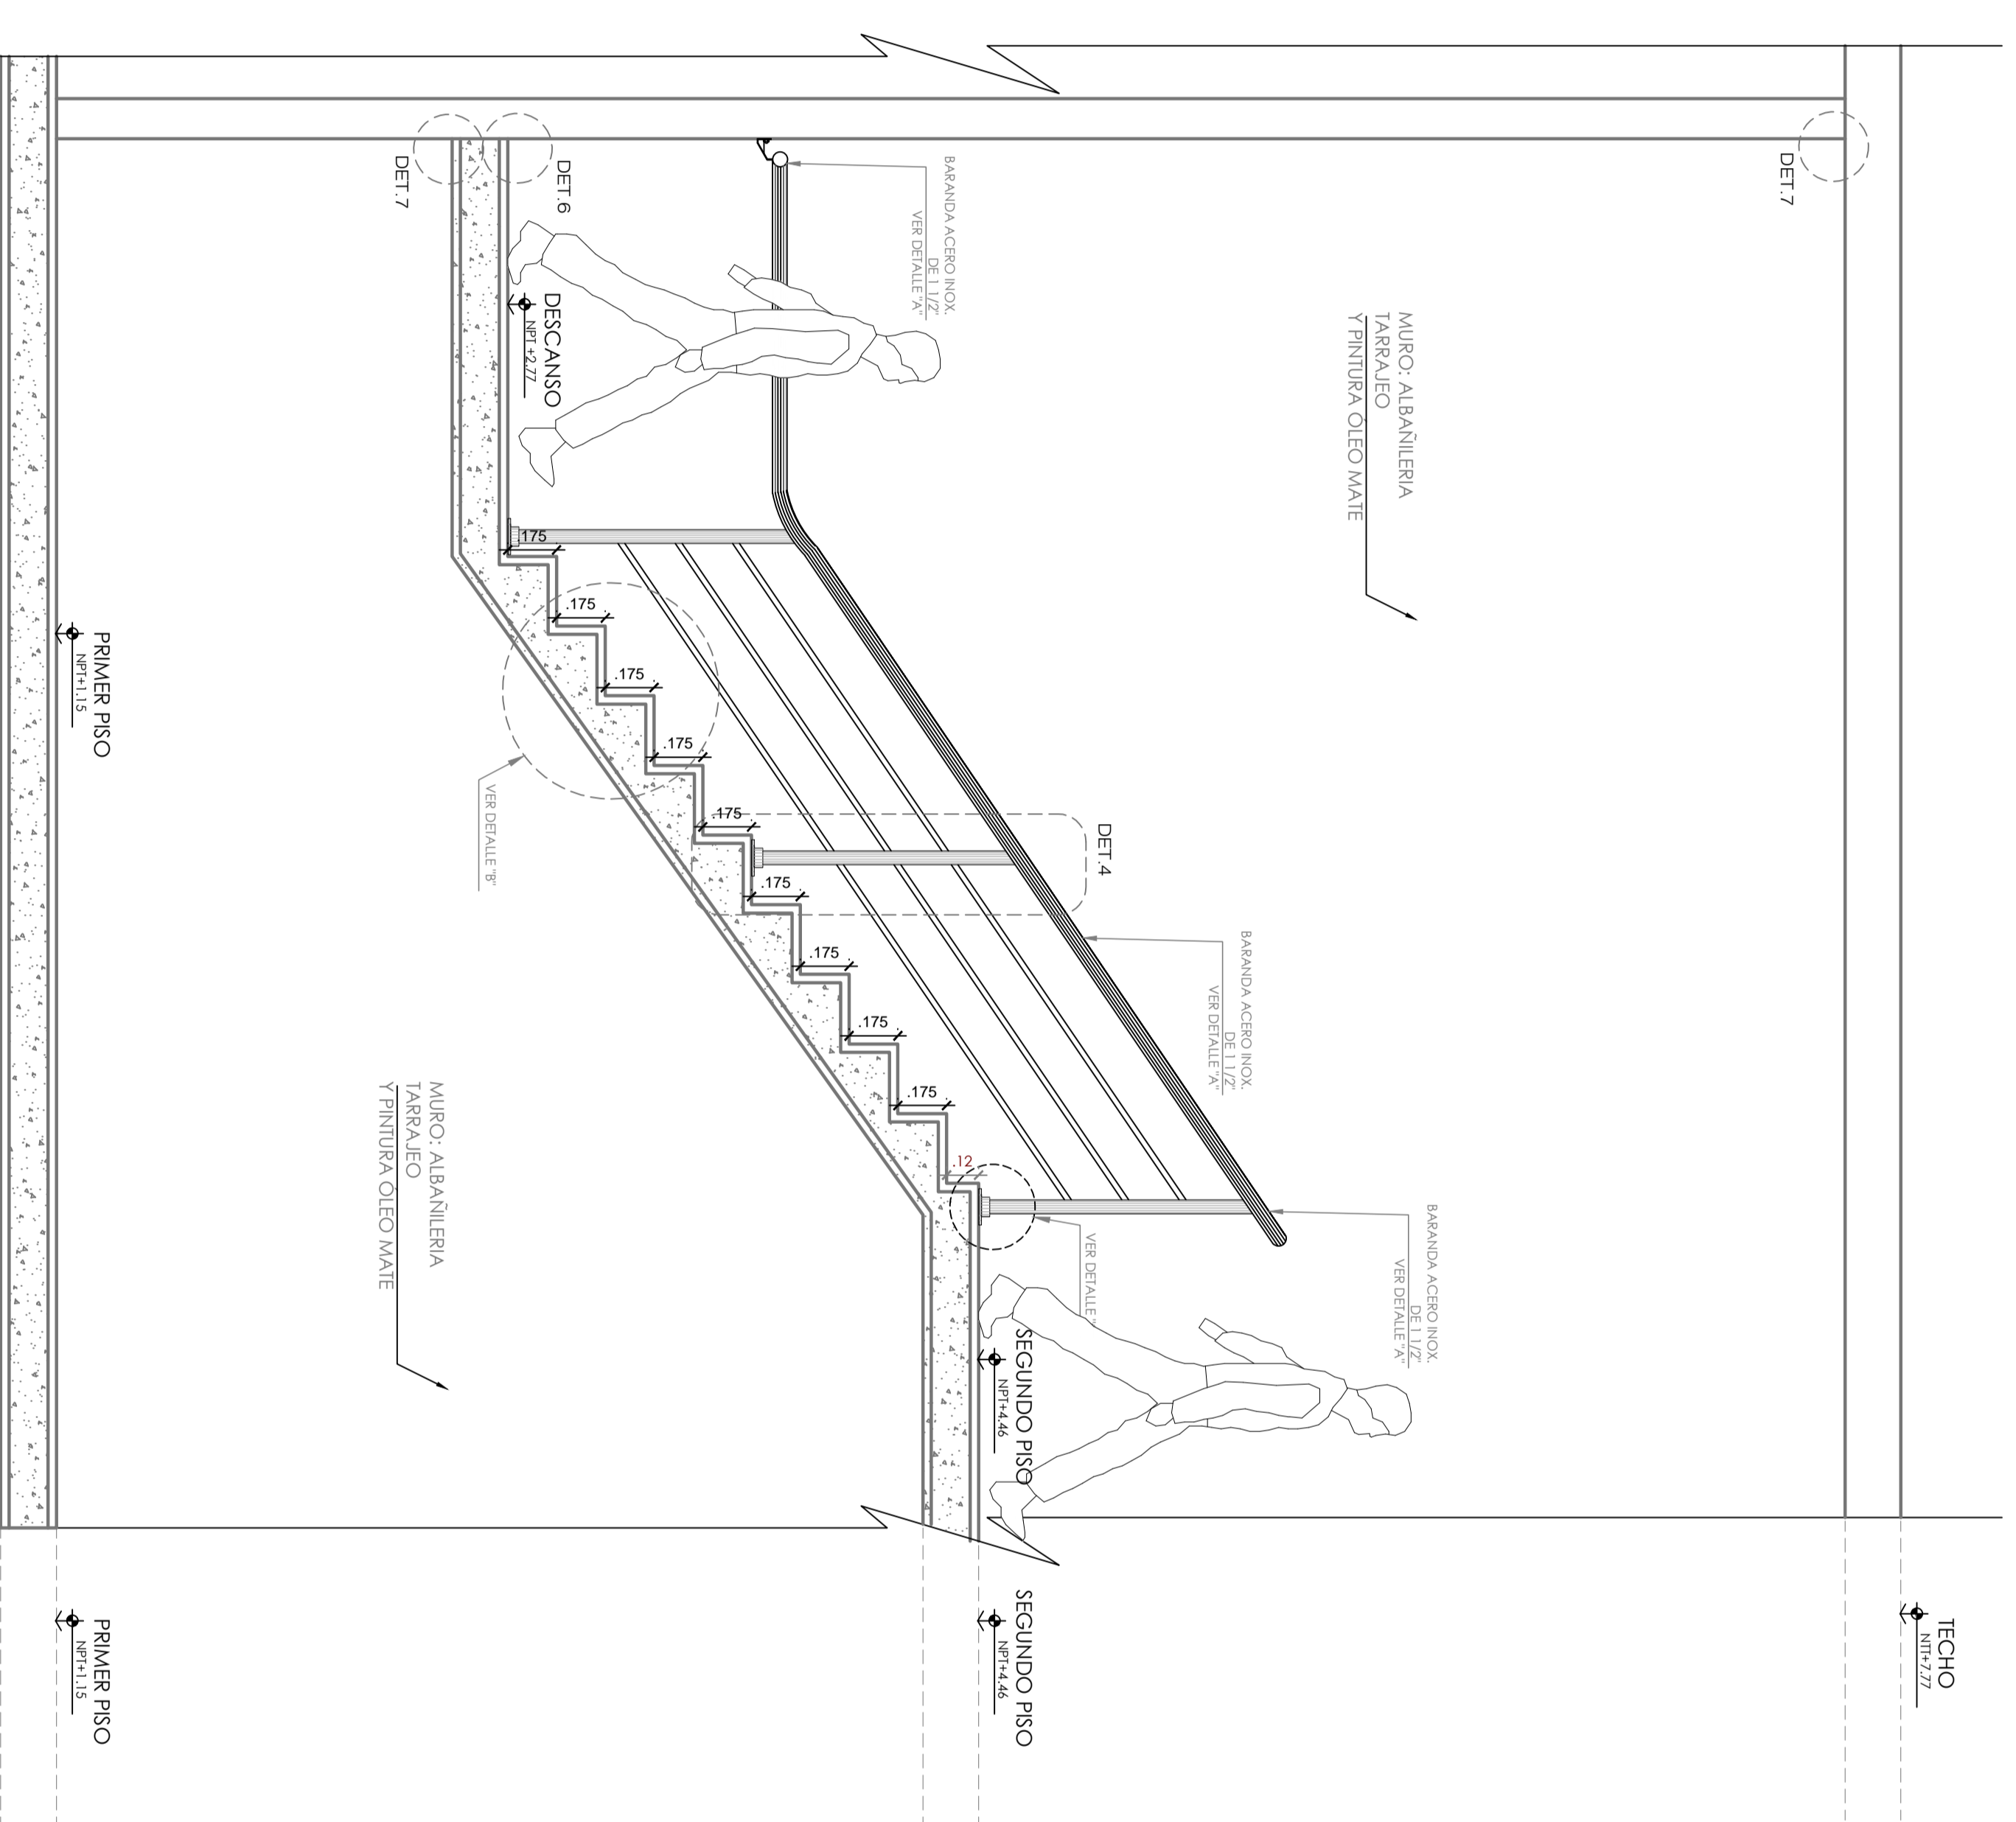 TECHO
NTT+7.77
DET.7
BARANDA ACERO INOX.
DE 1 1/2"
VER DETALLE "A"
MURO: ALBAÑILERIA
TARRAJEO
Y PINTURA OLEO MATE
BARANDA ACERO INOX.
DE 1 1/2"
VER DETALLE "A"
DET.4
VER DETALLE "
SEGUNDO PISO
NPT+4.46
SEGUNDO PISO
NPT+4.46
BARANDA ACERO INOX.
DE 1 1/2"
VER DETALLE "A"
.12
.175
.175
.175
.175
.175
.175
.175
.175
.175
DET.6
DESCANSO
NPT +2.77
VER DETALLE "B"
MURO: ALBAÑILERIA
TARRAJEO
Y PINTURA OLEO MATE
DET.7
PRIMER PISO
NPT+1.15
PRIMER PISO
NPT+1.15